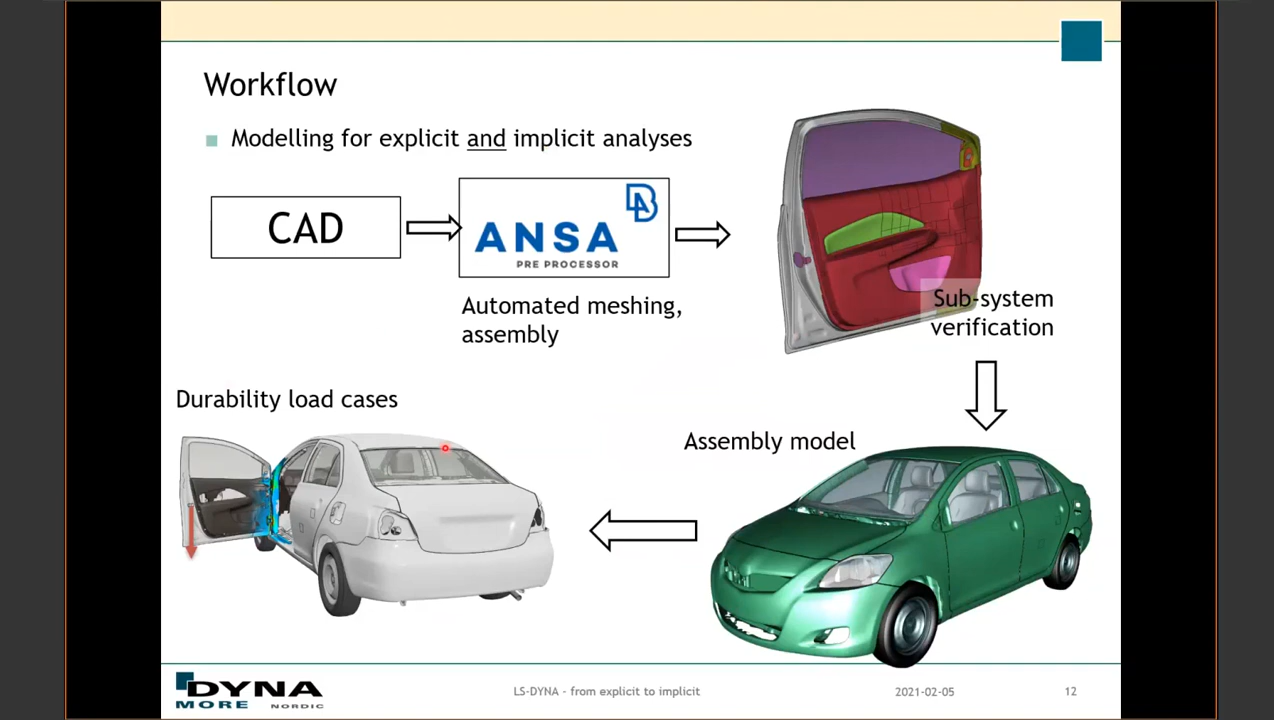 Workflow
Modelling for explicit and implicit analyses
CAD
ANSA
PRE PROCESSOR
Automated meshing,
assembly
Sub-system
verification
Durability load cases
Assembly model
DYNA
MORE NORDIC
LS-DYNA - from explicit to implicit
2021-02-05
12